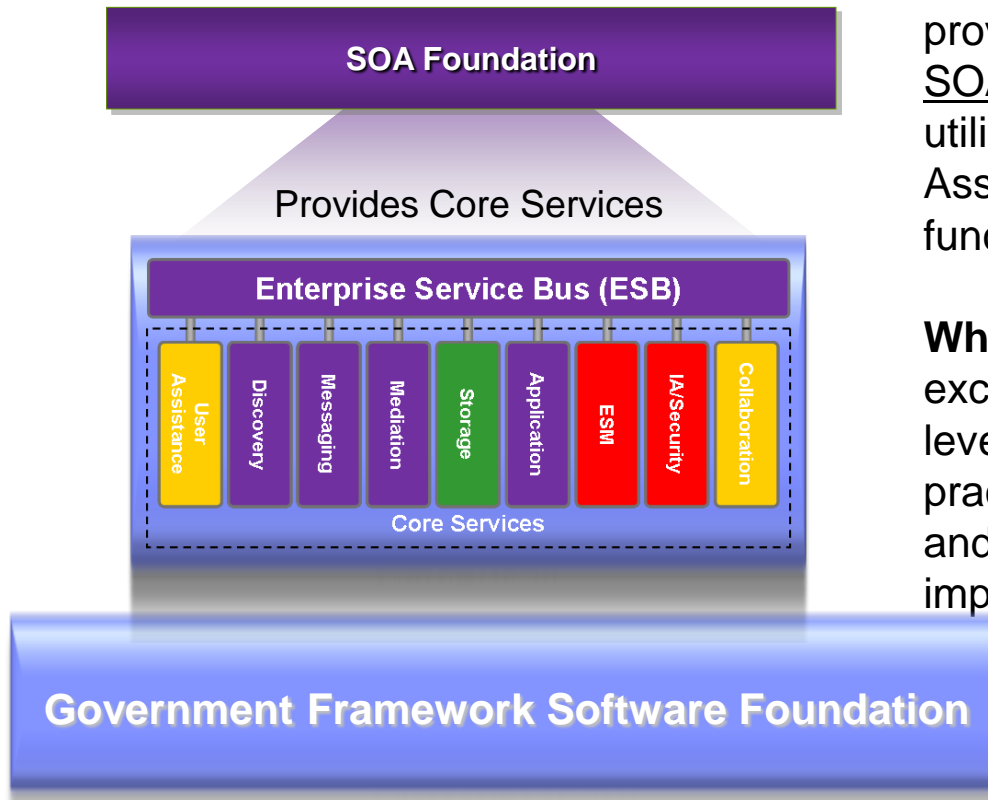 SOA Foundation
Provides Core Services
Enterprise Service Bus (ESB)
User
Assistance
Discovery
Messaging
Mediation
Storage
Application
ESM
IA/Security
Collaboration
Core Services
Government Framework Software Foundation
prov
SOA
utili
Ass
func
Wh
exc
leve
prac
and
imp